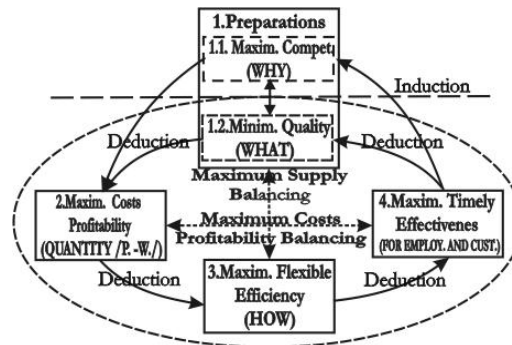 1.Preparations
1.1. Maxim. Compet
(WHY)
Induction
1.2.Minim. Quality
(WHAT)
Deduction
Deduction
Maximum Supply
Balancing
2.Maxim. Costs
Profitability
(QUANTITY /P. -W./)
Maximum Costs
Profitability Balancing
4.Maxim. Timely
Effectivenes
(FOR EMPLOY. AND CUST.)
Deduction
3.Maxim. Flexible
Efficiency
(HOW)
Deduction